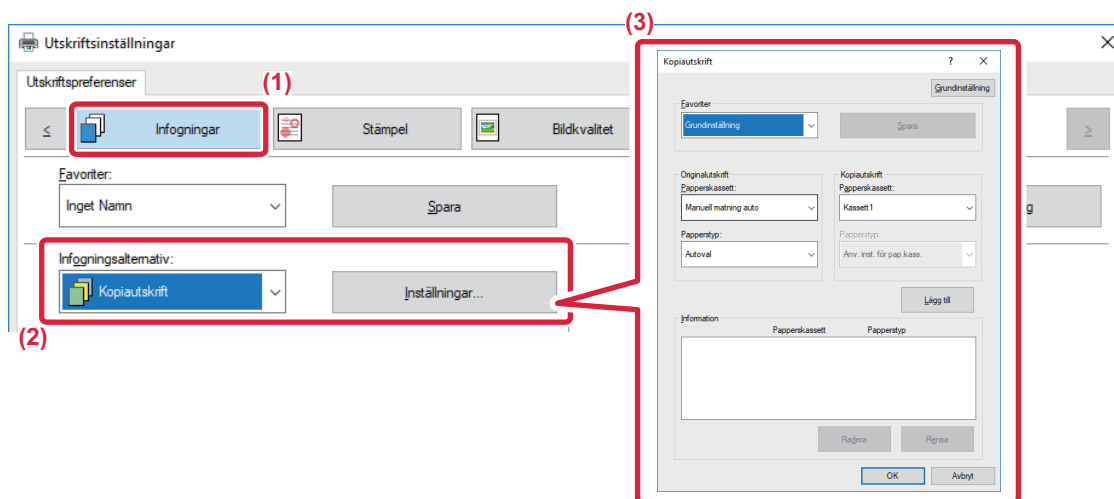 (3)
Utskriftsinställningar
Utskriftspreferenser
(1)
≤ Infogningar Stämpel Bildkvalitet ≥
Favoriter:
Inget Namn Spara g
Infogningsalternativ:
Kopiautskrift Inställningar...
(2)
Kopiautskrift ?
Grundinställning
Favoriter
Grundinställning Spara
Originalutskrift Kopiautskrift
Papperskassett: Papperskassett:
Manuell matning auto Kassett1
Papperstyp: Papperstyp:
Autoval Anv. inst. för pap.kass.
Lägg till
Information
Papperskassett Papperstyp
Radera Rensa
OK Avbryt